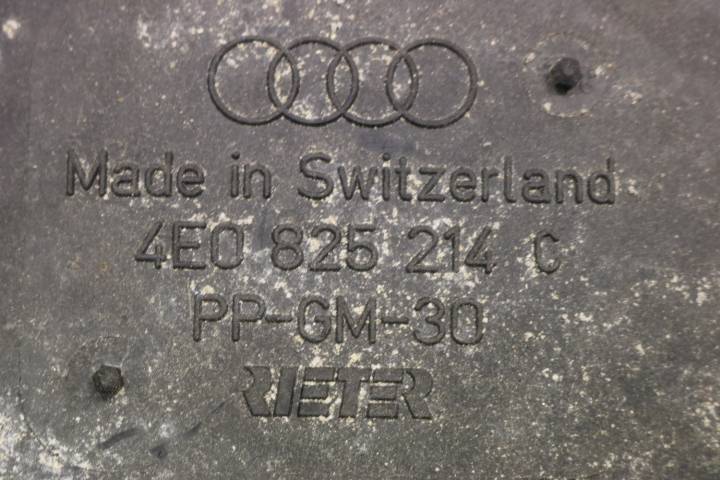 Made in Switzerland
4E0 825 214 C
PP-GM-30
RIETER